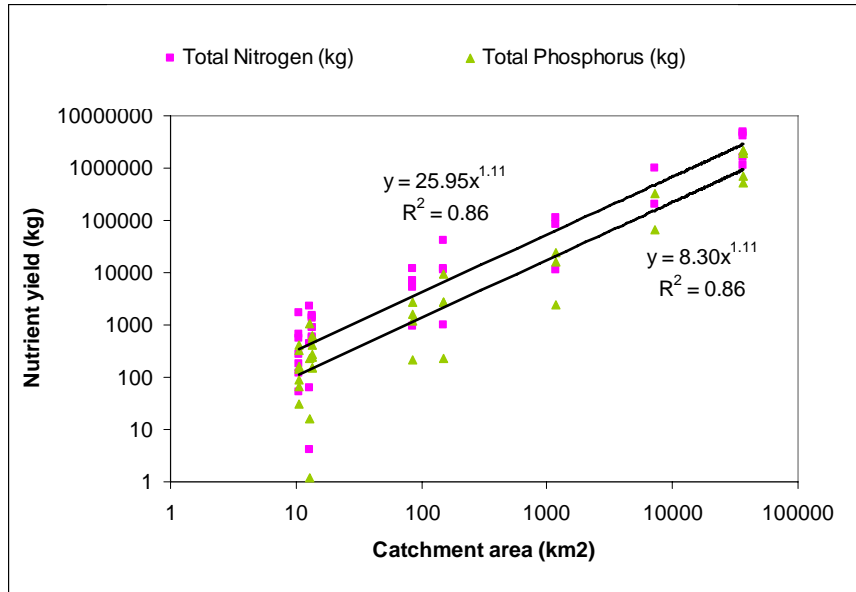 Total Nitrogen (kg)
Total Phosphorus (kg)
10000000
1000000
100000
10000
1000
100
10
1
y = 25.95x^1.11
R^2 = 0.86
y = 8.30x^1.11
R^2 = 0.86
Nutrient yield (kg)
1
10
100
1000
10000
100000
Catchment area (km2)